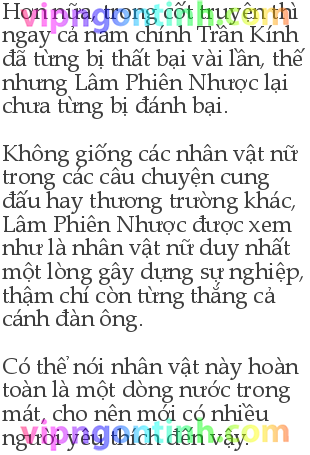 Hơn nữa, trong cốt truyện thì
ngay cả nam chính Trần Kính
đã từng bị thất bại vài lần, thế
nhưng Lâm Phiên Nhược lại
chưa từng bị đánh bại.
Không giống các nhân vật nữ
trong các câu chuyện cung
đấu hay thương trường khác,
Lâm Phiên Nhược được xem
như là nhân vật nữ duy nhất
một lòng gây dựng sự nghiệp,
thậm chí còn từng thắng cả
cánh đàn ông.
Có thể nói nhân vật này hoàn
toàn là một dòng nước trong
mát, cho nên mới có nhiều
người yêu thích đến vậy.
vipngontinh.com
vipngontinh.com